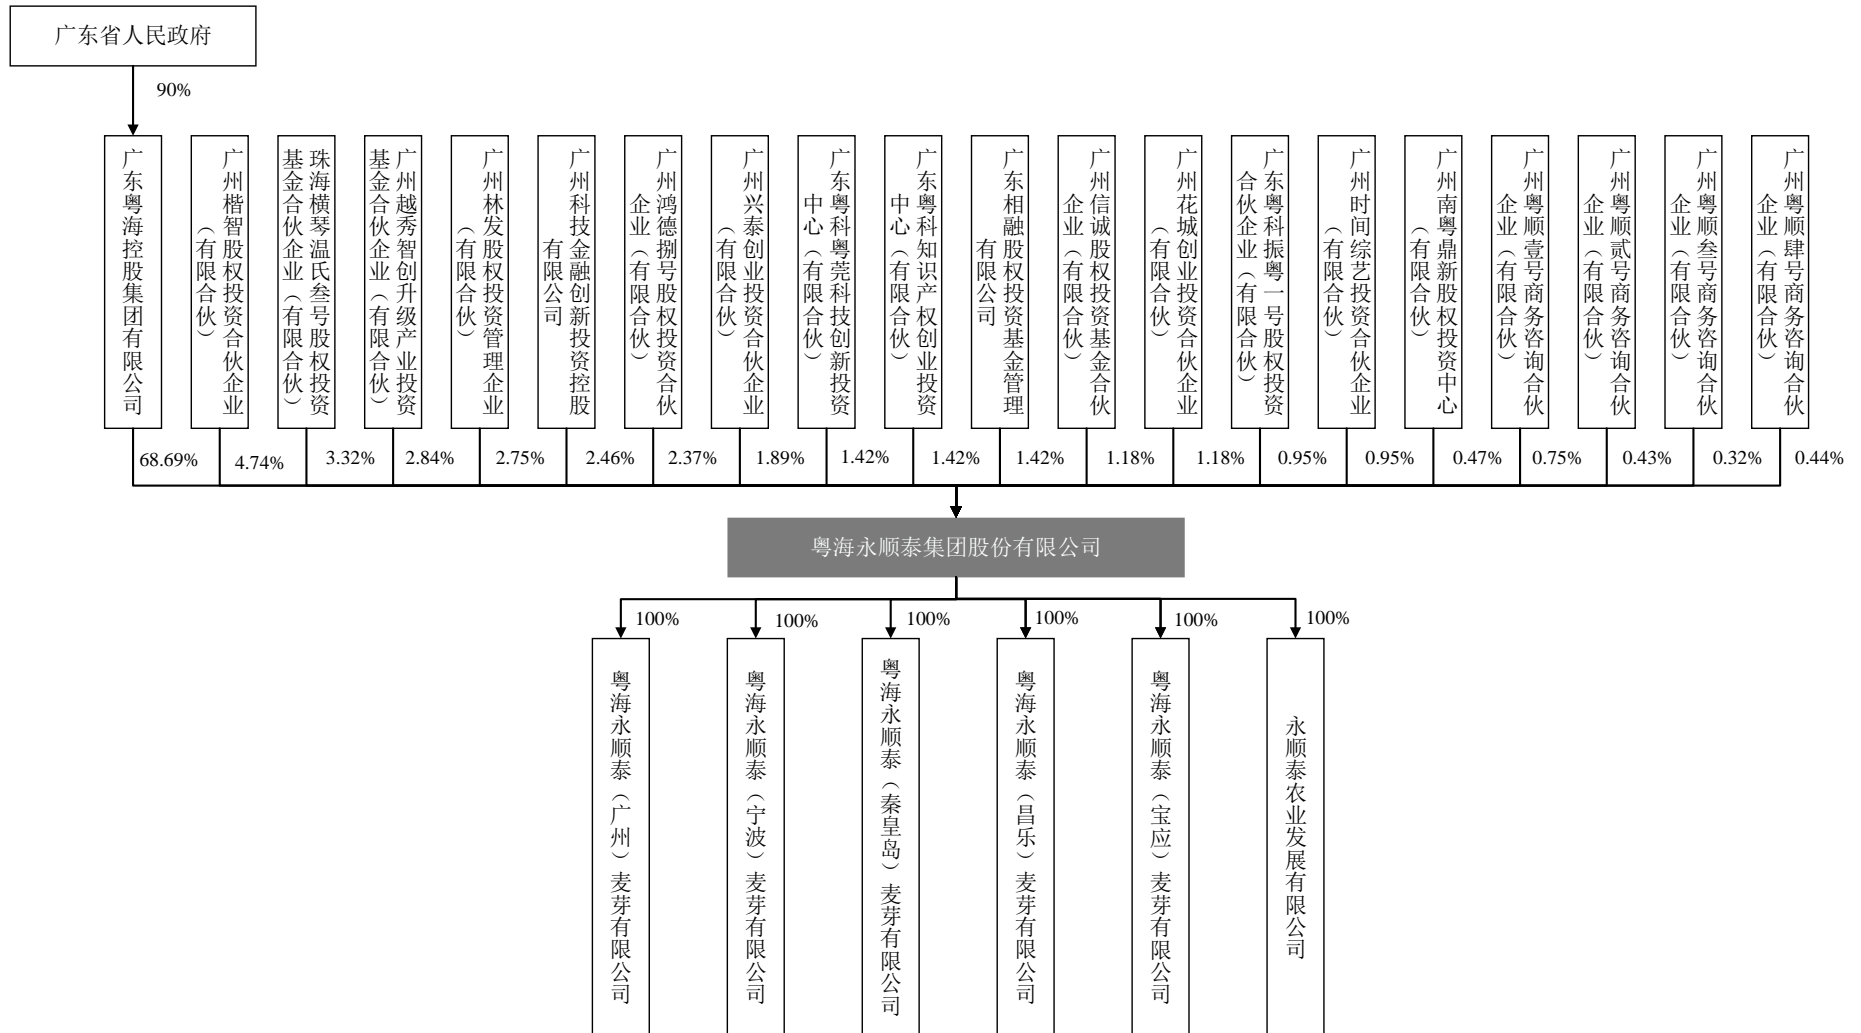 广东省人民政府
90%
广东粤海控股集团有限公司
广州楷智股权投资合伙企业
（有限合伙）
珠海横琴温氏叁号股权投资
基金合伙企业（有限合伙）
广州越秀智创升级产业投资
基金合伙企业（有限合伙）
广州林发股权投资管理企业
（有限合伙）
广州科技金融创新投资控股
有限公司
广州鸿德捌号股权投资合伙
企业（有限合伙）
广州兴泰创业投资合伙企业
（有限合伙）
广东粤科粤莞科技创新投资
中心（有限合伙）
广东粤科知识产权创业投资
中心（有限合伙）
广东相融股权投资基金管理
有限公司
广州信诚股权投资基金合伙
企业（有限合伙）
广州花城创业投资合伙企业
（有限合伙）
广东粤科振粤一号股权投资
合伙企业（有限合伙）
广州时间综艺投资合伙企业
（有限合伙）
广州南粤鼎新股权投资中心
（有限合伙）
广州粤顺壹号商务咨询合伙
企业（有限合伙）
广州粤顺贰号商务咨询合伙
企业（有限合伙）
广州粤顺叁号商务咨询合伙
企业（有限合伙）
广州粤顺肆号商务咨询合伙
企业（有限合伙）
68.69%
4.74%
3.32%
2.84%
2.75%
2.46%
2.37%
1.89%
1.42%
1.42%
1.42%
1.18%
1.18%
0.95%
0.95%
0.47%
0.75%
0.43%
0.32%
0.44%
粤海永顺泰集团股份有限公司
100%
100%
100%
100%
100%
100%
粤海永顺泰（广州）麦芽有限公司
粤海永顺泰（宁波）麦芽有限公司
粤海永顺泰（秦皇岛）麦芽有限公司
粤海永顺泰（昌乐）麦芽有限公司
粤海永顺泰（宝应）麦芽有限公司
永顺泰农业发展有限公司